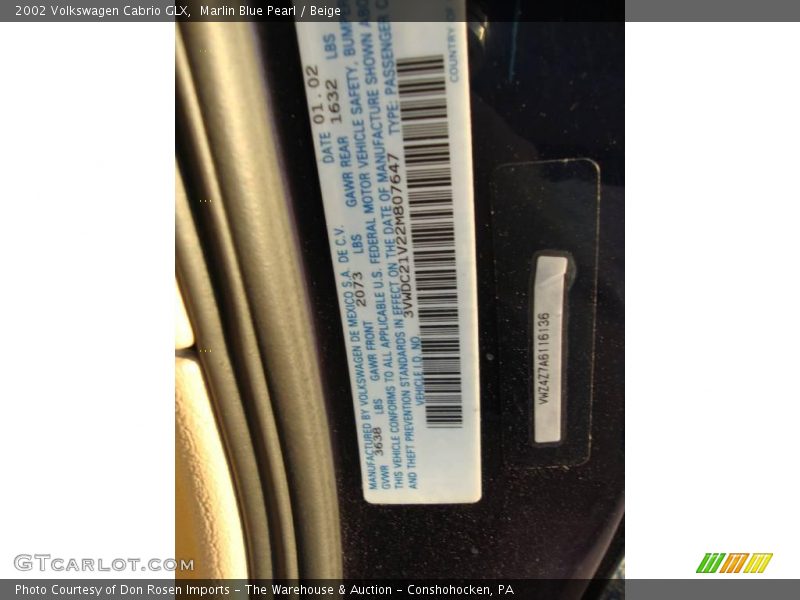 2002 Volkswagen Cabrio GLX,  Marlin Blue Pearl / Beige
MANUFACTURED BY VOLKSWAGEN DE MEXICO S.A. DE C.V. DATE 01.02
GVWR 3638 LBS GAWR FRONT 2073 LBS GAWR REAR 1632 LBS
THIS VEHICLE CONFORMS TO ALL APPLICABLE U.S. FEDERAL MOTOR VEHICLE SAFETY,
AND THEFT PREVENTION STANDARDS IN EFFECT ON THE DATE OF MANUFACTURE SHOWN
VEHICLE I.D. NO. 3VWDC21V22M807647 TYPE: PASSENGER
COUNTRY OF
VWZ4Z7A6116136
GTcarlot.com
Photo Courtesy of Don Rosen Imports - The Warehouse & Auction - Conshohocken, PA